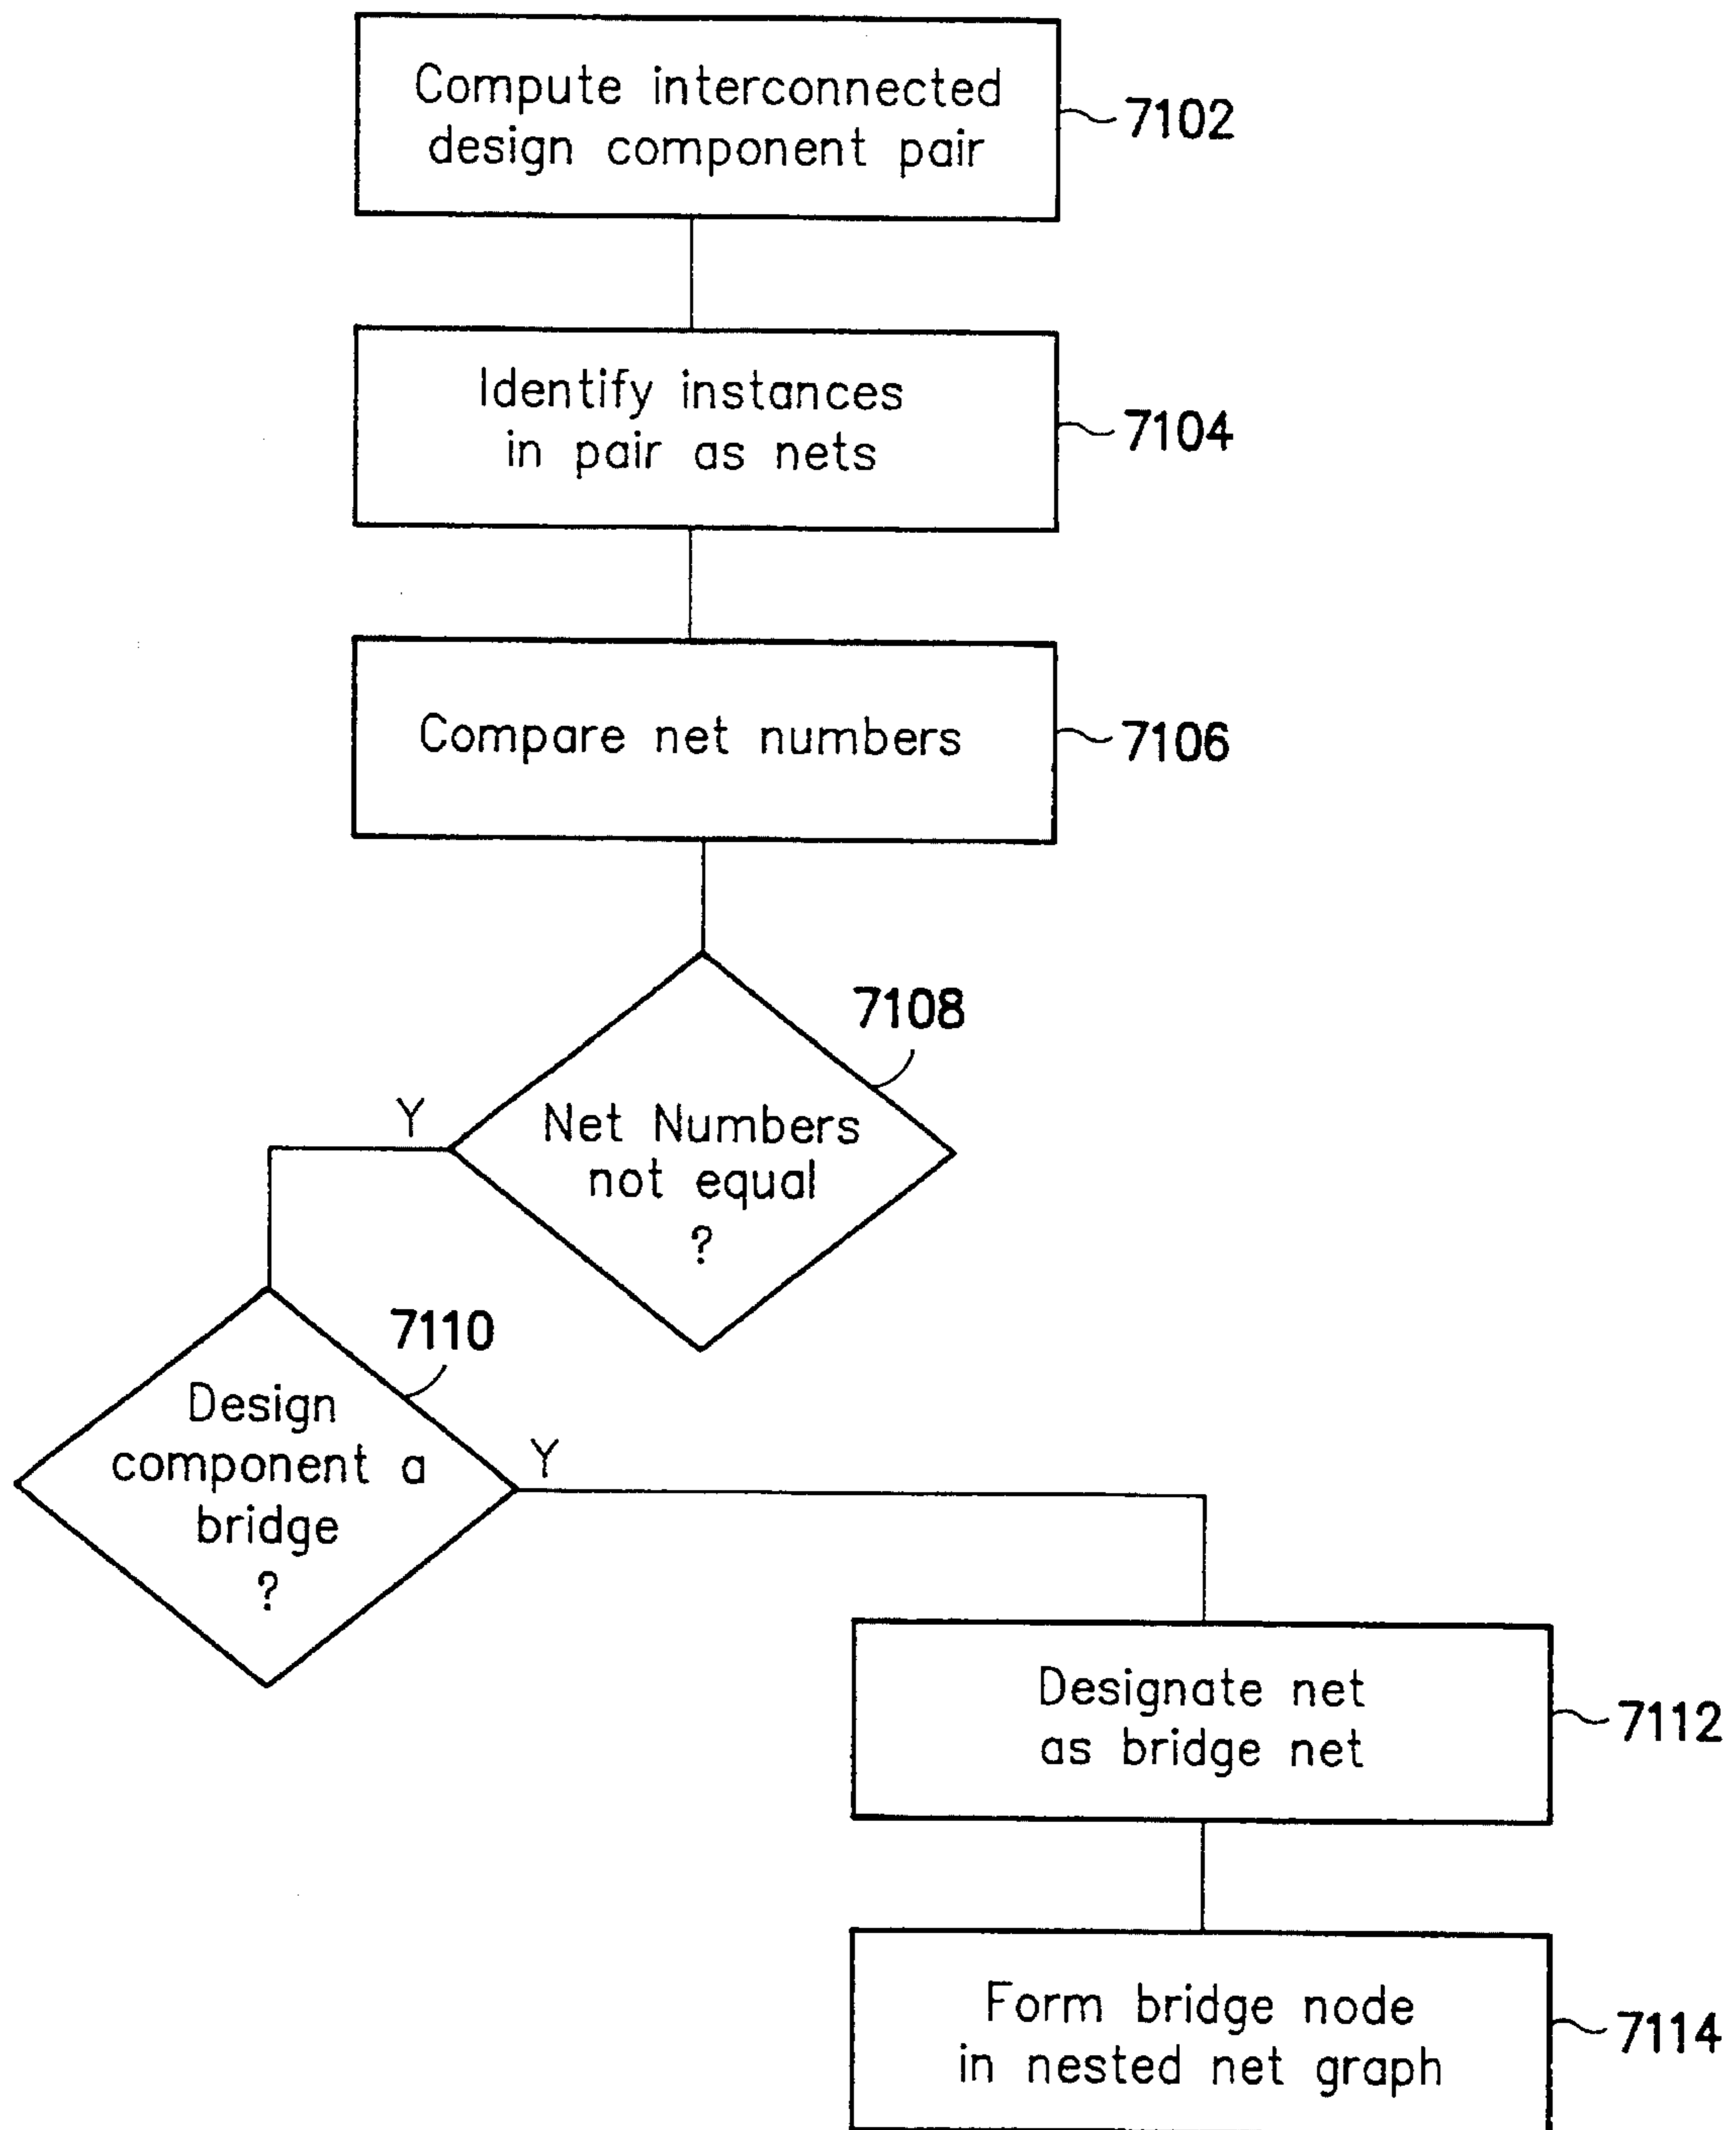 Compute interconnected
design component pair
7102
Identify instances
in pair as nets
7104
Compare net numbers
7106
7108
Net Numbers
not equal
?
Y
7110
Design
component a
bridge
?
Y
Designate net
as bridge net
7112
Form bridge node
in nested net graph
7114